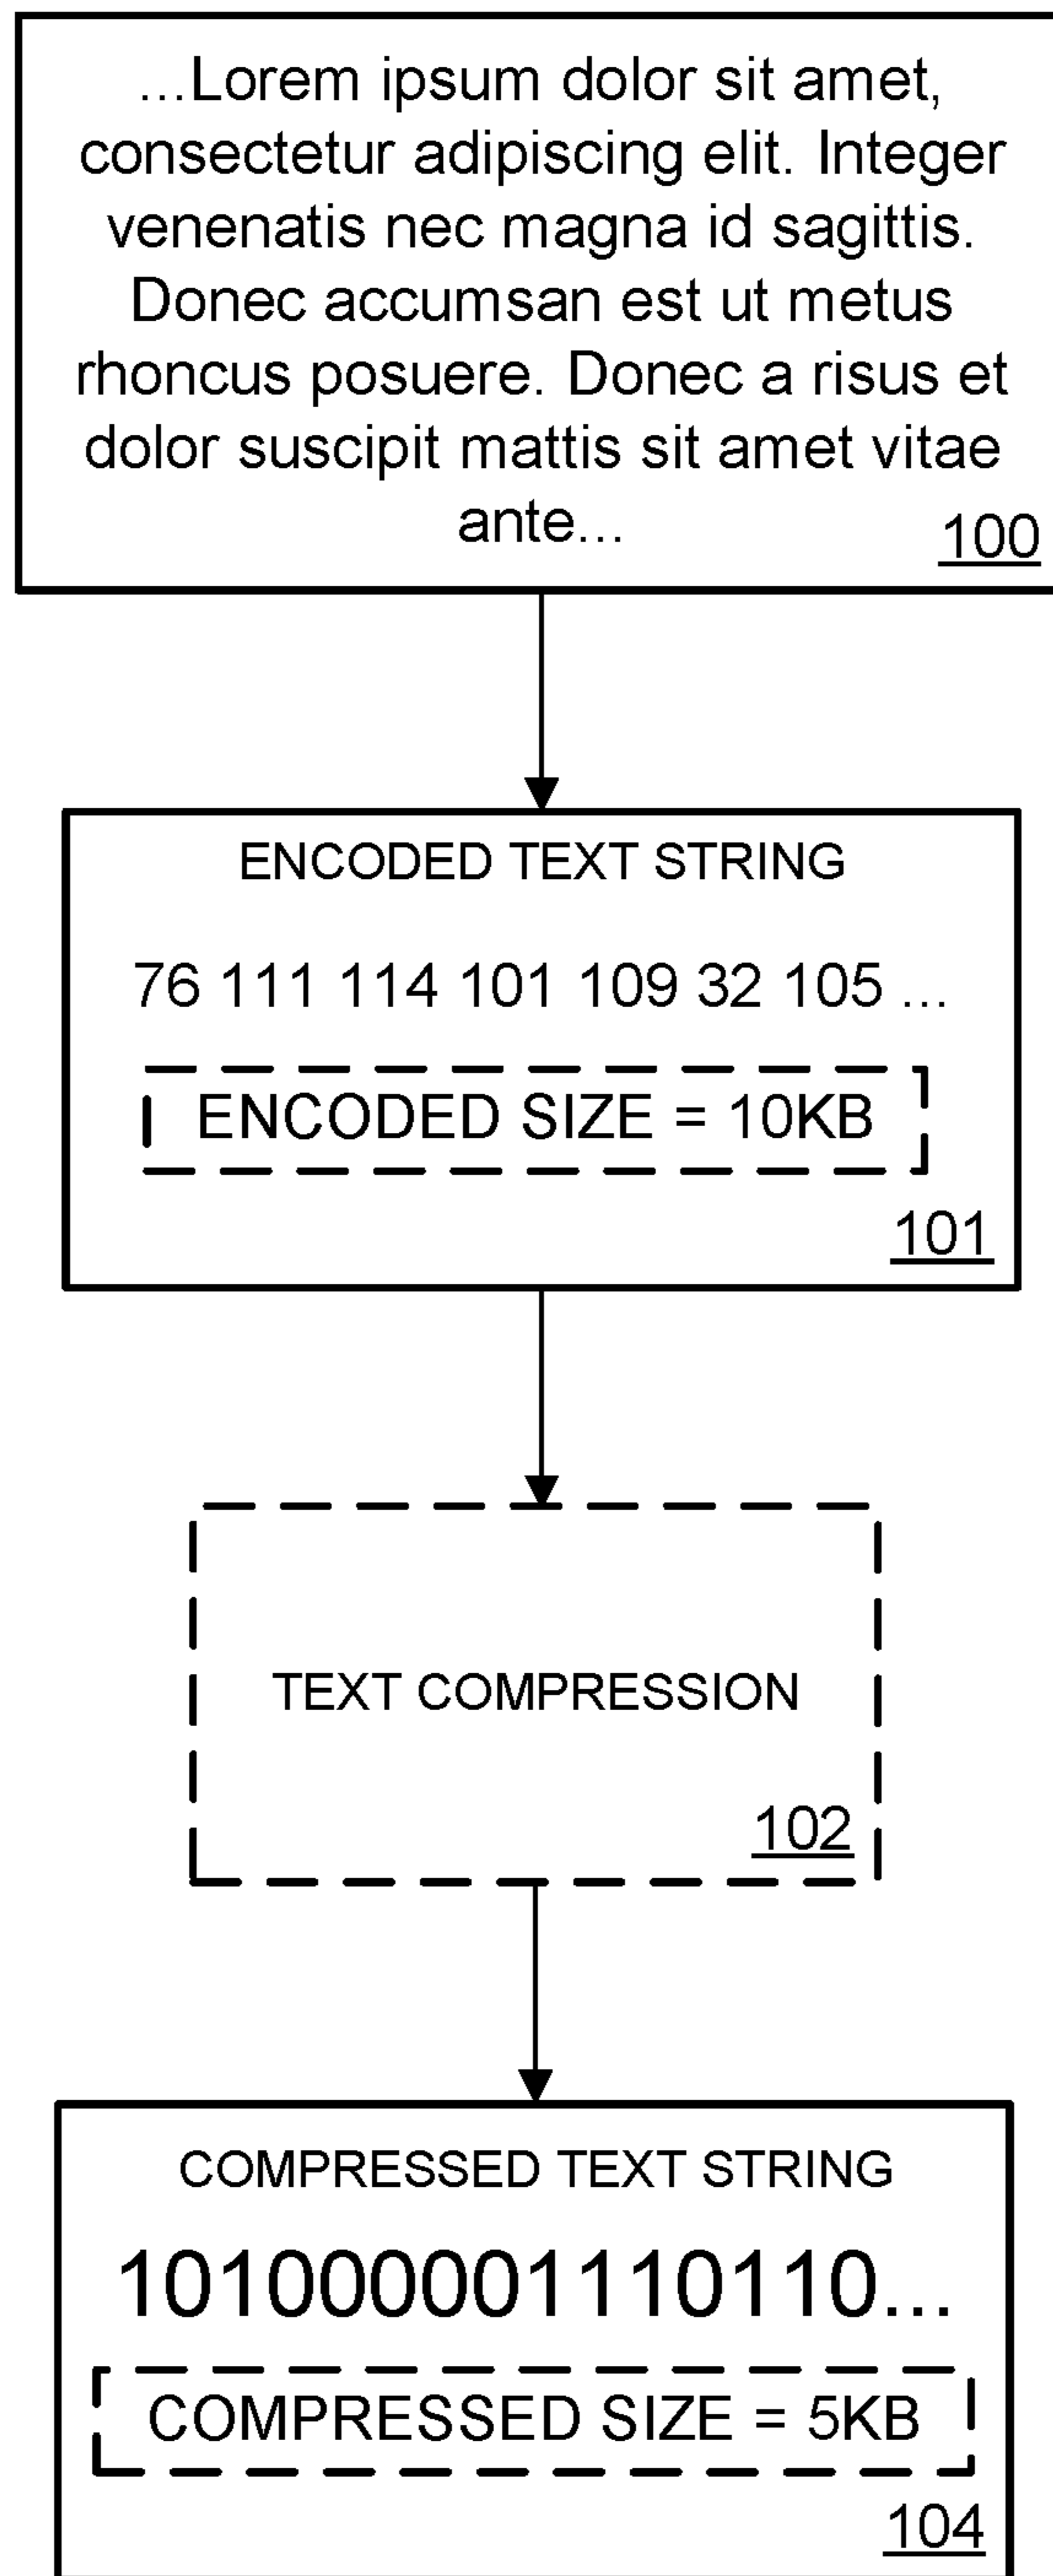 ...Lorem ipsum dolor sit amet,
consectetur adipiscing elit. Integer
venenatis nec magna id sagittis.
Donec accumsan est ut metus
rhoncus posuere. Donec a risus et
dolor suscipit mattis sit amet vitae
ante...
100
ENCODED TEXT STRING
76 111 114 101 109 32 105 ...
ENCODED SIZE = 10KB
101
TEXT COMPRESSION
102
COMPRESSED TEXT STRING
101000001110110...
COMPRESSED SIZE = 5KB
104